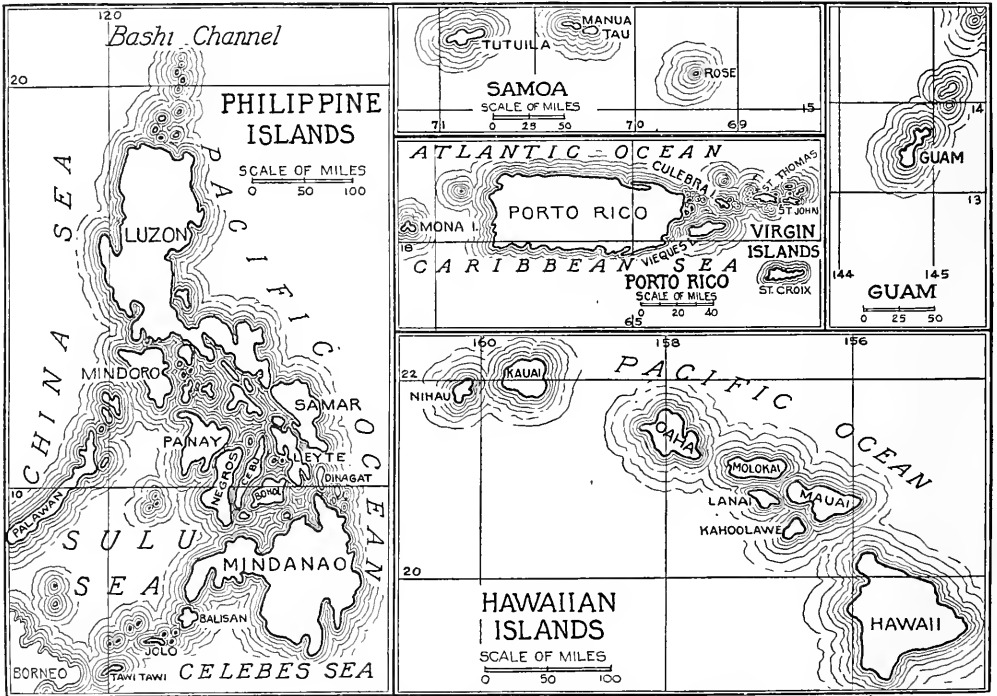 120
Bashi Channel
20
PHILIPPINE
ISLANDS
SCALE OF MILES
0 50 100
CHINA SEA
PACIFIC OCEAN
LUZON
MINDORO
SAMAR
PANAY
LEYTE
NEGROS
CEBU
BOHOL
DINAGAT
10
PALAWAN
SULU
SEA
MINDANAO
BALISAN
JOLO
BORNEO
TAWI TAWI
CELEBES SEA
MANUA
TAU
TUTUILA
ROSE
SAMOA
SCALE OF MILES
0 25 50
15
171
170
169
ATLANTIC OCEAN
CULEBRA I.
ST. THOMAS
PORTO RICO
ST JOHN
MONA I.
18
VIEQUES I.
VIRGIN
ISLANDS
CARIBBEAN SEA
PORTO RICO
SCALE OF MILES
0 20 40
ST. CROIX
65
14
GUAM
13
144
145
GUAM
0 25 50
160
158
156
22
KAUAI
NIHAU
PACIFIC
OCEAN
OAHA
MOLOKAI
LANAI
MAUAI
KAHOOLAWE
20
HAWAIIAN
ISLANDS
SCALE OF MILES
0 50 100
HAWAII